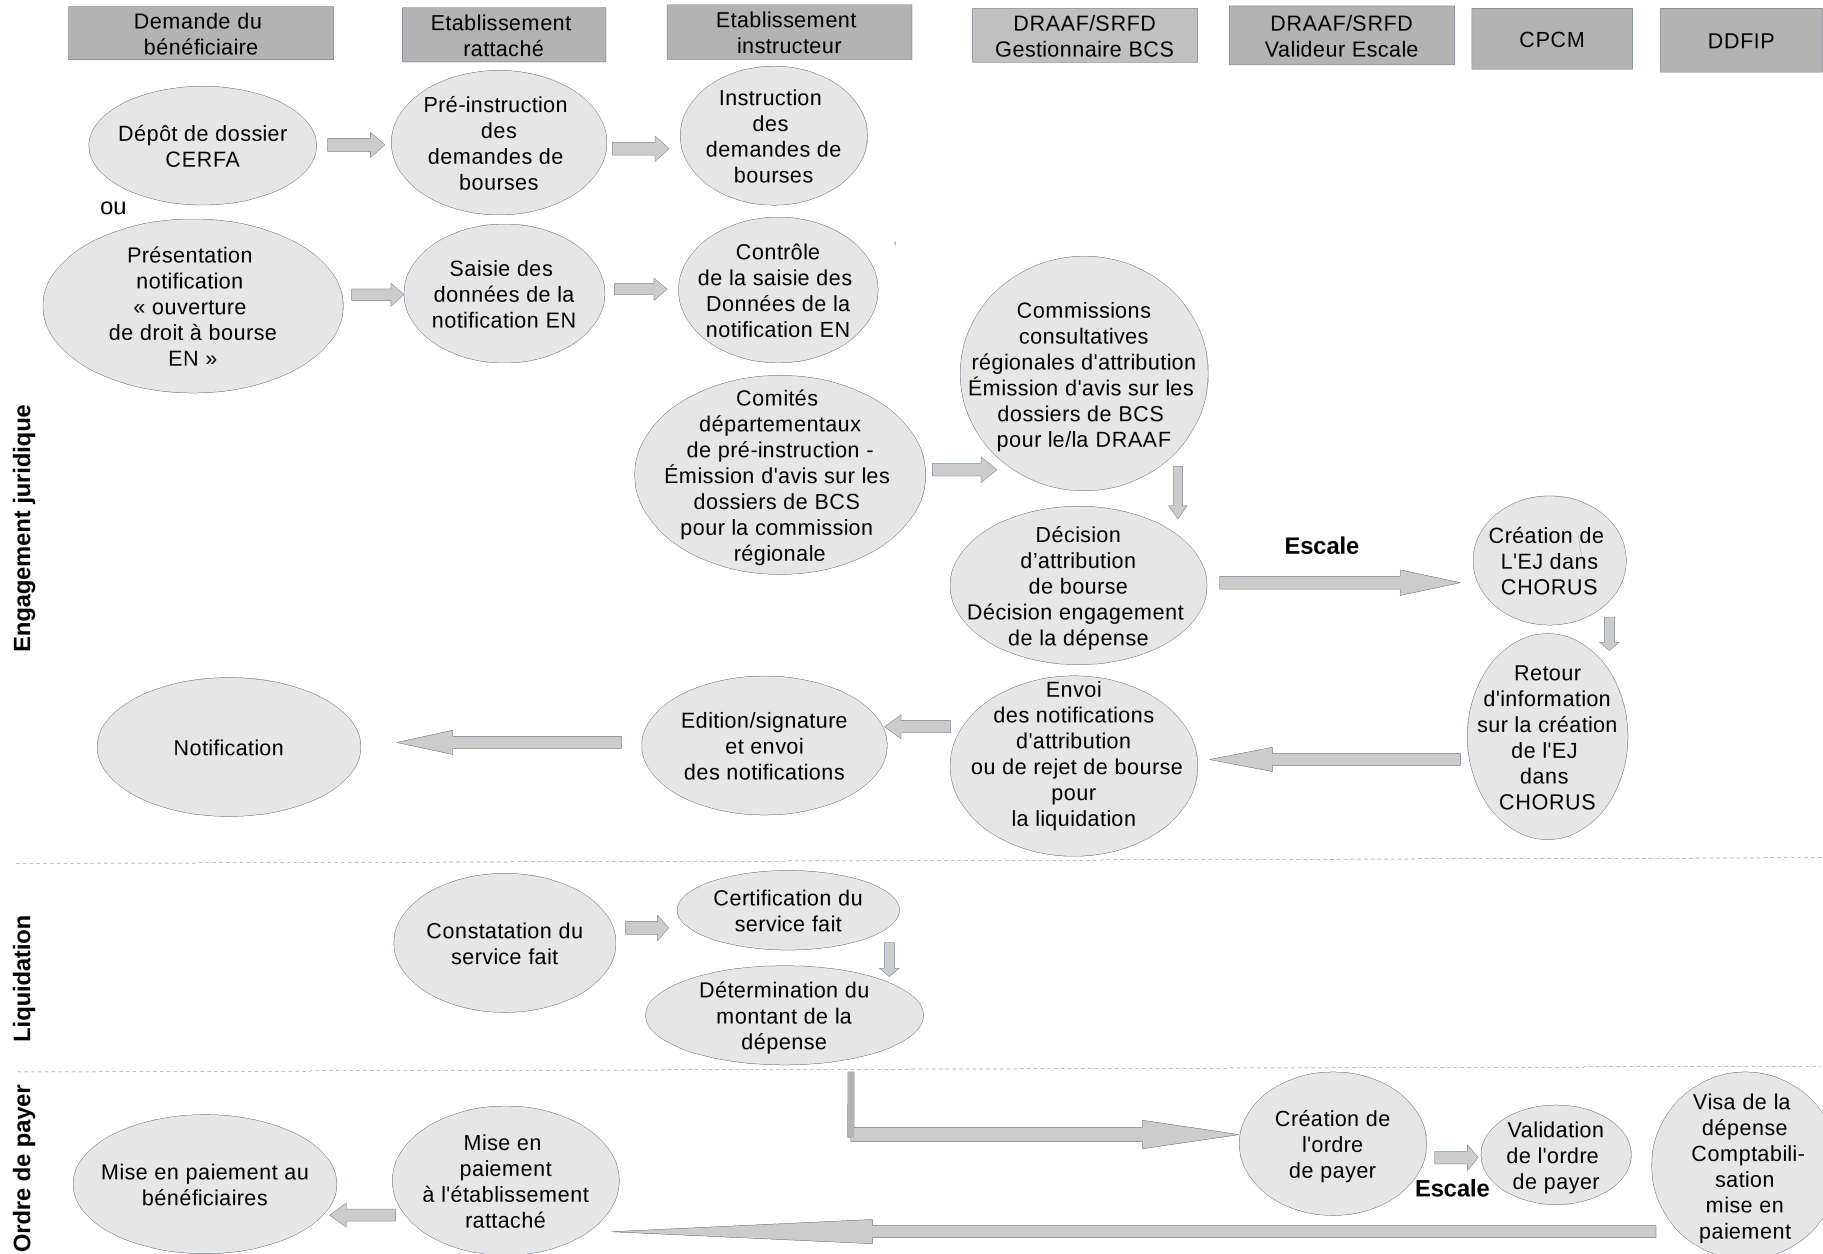 Demande du
bénéficiaire
Etablissement
rattaché
Etablissement
instructeur
DRAAF/SRFD
Gestionnaire BCS
DRAAF/SRFD
Valideur Escale
CPCM
DDFIP
Engagement juridique
Dépôt de dossier
CERFA
Pré-instruction
des
demandes de
bourses
Instruction
des
demandes de
bourses
ou
Présentation
notification
« ouverture
de droit à bourse
EN »
Saisie des
données de la
notification EN
Contrôle
de la saisie des
Données de la
notification EN
Comités
départementaux
de pré-instruction -
Émission d'avis sur les
dossiers de BCS
pour la commission
régionale
Commissions
consultatives
régionales d'attribution
Émission d'avis sur les
dossiers de BCS
pour le/la DRAAF
Décision
d’attribution
de bourse
Décision engagement
de la dépense
Escale
Création de
L'EJ dans
CHORUS
Retour
d'information
sur la création
de l'EJ
dans
CHORUS
Envoi
des notifications
d'attribution
ou de rejet de bourse
pour
la liquidation
Edition/signature
et envoi
des notifications
Notification
Liquidation
Constatation du
service fait
Certification du
service fait
Détermination du
montant de la
dépense
Ordre de payer
Création de
l'ordre
de payer
Escale
Validation
de l'ordre
de payer
Visa de la
dépense
Comptabili-
sation
mise en
paiement
Mise en
paiement
à l'établissement
rattaché
Mise en paiement au
bénéficiaires